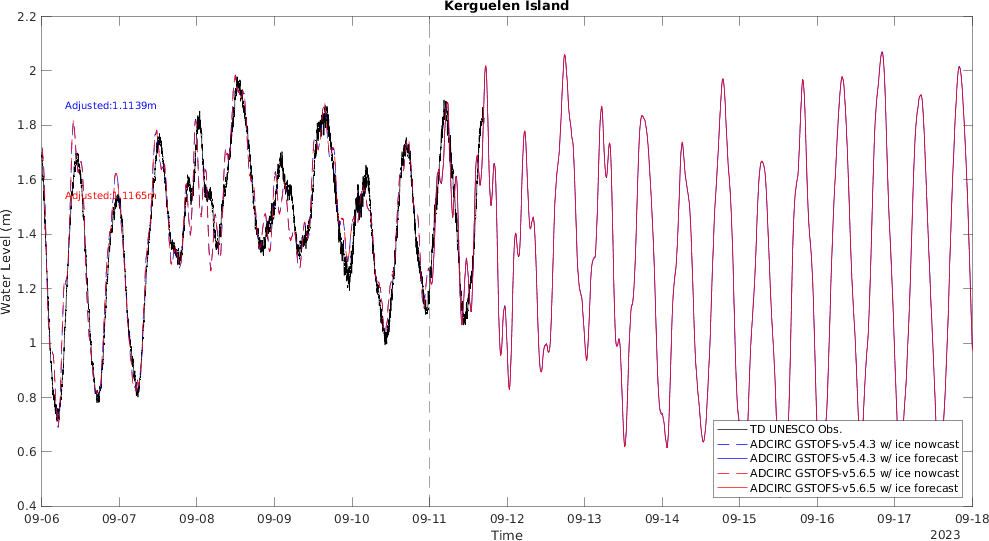 Kerguelen Island
2.2
2
1.8
1.6
1.4
1.2
1
0.8
0.6
0.4
Water Level (m)
Adjusted:1.1139m
Adjusted:1.1165m
09-06
09-07
09-08
09-09
09-10
09-11
09-12
09-13
09-14
09-15
09-16
09-17
09-18
Time
2023
TD UNESCO Obs.
ADCIRC GSTOFS-v5.4.3 w/ ice nowcast
ADCIRC GSTOFS-v5.4.3 w/ ice forecast
ADCIRC GSTOFS-v5.6.5 w/ ice nowcast
ADCIRC GSTOFS-v5.6.5 w/ ice forecast